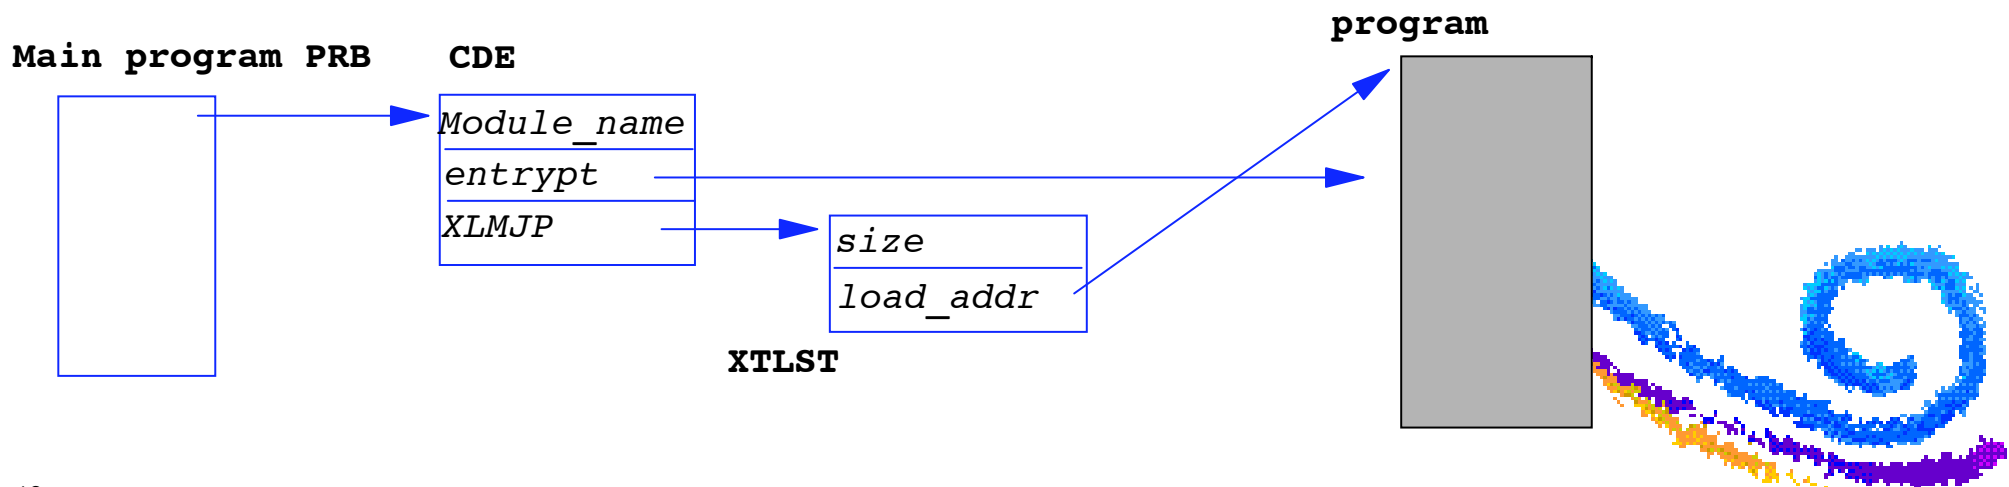 program
Main program PRB
CDE
Module_name
entrypt
XLMJP
size
load_addr
XTLST